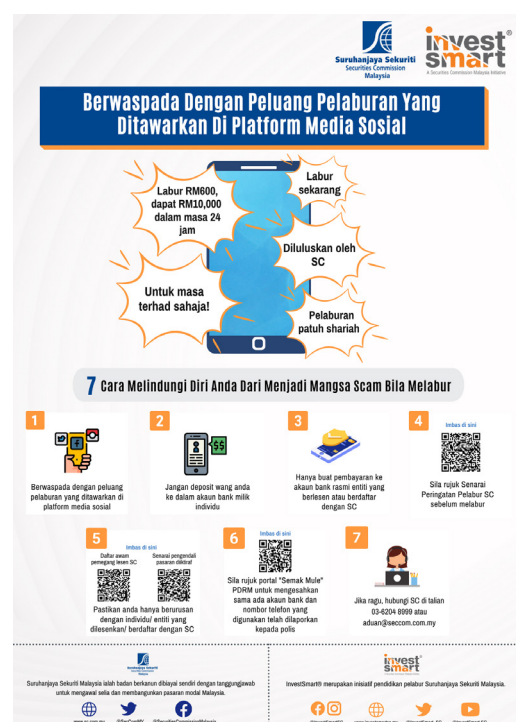 Suruhanjaya Sekuriti
Securities Commission
Malaysia
invest
smart®
A Securities Commission Malaysia Initiative
Berwaspada Dengan Peluang Pelaburan Yang
Ditawarkan Di Platform Media Sosial
Labur RM600,
dapat RM10,000
dalam masa 24
jam
Labur
sekarang
Diluluskan oleh
SC
Untuk masa
terhad sahaja!
Pelaburan
patuh shariah
7 Cara Melindungi Diri Anda Dari Menjadi Mangsa Scam Bila Melabur
1
Berwaspada dengan peluang
pelaburan yang ditawarkan di
platform media sosial
2
$$
Jangan deposit wang anda
ke dalam akaun bank milik
individu
3
Hanya buat pembayaran ke
akaun bank rasmi entiti yang
berlesen atau berdaftar
dengan SC
4
Imbas di sini
Sila rujuk Senarai
Peringatan Pelabur SC
sebelum melabur
5
Imbas di sini
Daftar awam
pemegang lesen SC
Senarai pengendali
pasaran diiktiraf
Pastikan anda hanya berurusan
dengan individu/ entiti yang
dilesenkan/ berdaftar dengan SC
6
Imbas di sini
Sila rujuk portal "Semak Mule"
PDRM untuk mengesahkan
sama ada akaun bank dan
nombor telefon yang
digunakan telah dilaporkan
kepada polis
7
Jika ragu, hubungi SC di talian
03-6204 8999 atau
aduan@seccom.com.my
Suruhanjaya Sekuriti
Securities Commission
Malaysia
Suruhanjaya Sekuriti Malaysia ialah badan berkanun dibiayai sendiri dengan tanggungjawab
untuk mengawal selia dan membangunkan pasaran modal Malaysia.
invest
smart®
InvestSmart® merupakan inisiatif pendidikan pelabur Suruhanjaya Sekuriti Malaysia.